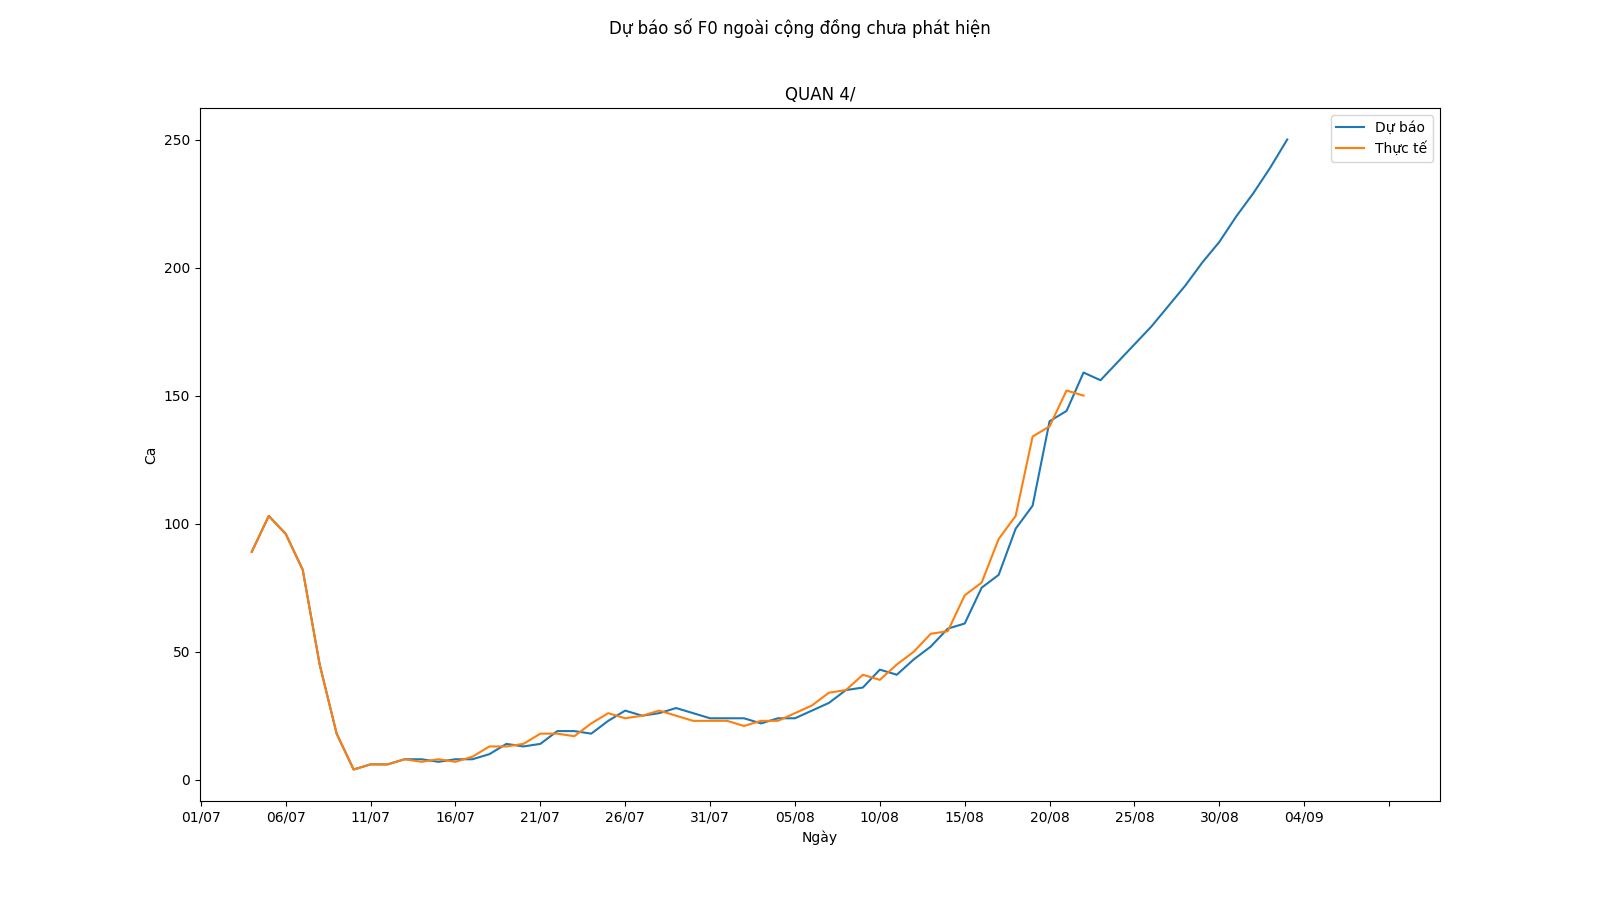 Dự báo số F0 ngoài cộng đồng chưa phát hiện
QUAN 4/
Dự báo
Thực tế
250
200
150
100
50
0
Ca
01/07 06/07 11/07 16/07 21/07 26/07 31/07 05/08 10/08 15/08 20/08 25/08 30/08 04/09
Ngày